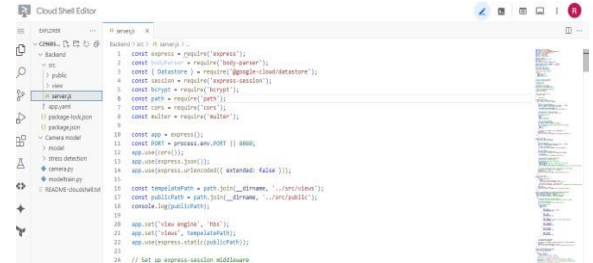 Cloud Shell Editor
R
EXPLORER
server.js
Backend > src > server.js > ...
Backend
src
public
view
server.js
app.yaml
package-lock.json
package.json
Camera model
model
stress detection
camera.py
modeltrain.py
README-cloudshell.txt
1 const express = require('express');
2 const bodyParser = require('body-parser');
3 const { Datastore } = require('@google-cloud/datastore');
4 const session = require('express-session');
5 const bcrypt = require('bcrypt');
6 const path = require('path');
7 const cors = require('cors');
8 const multer = require('multer');
9
10 const app = express();
11 const PORT = process.env.PORT || 8080;
12 app.use(cors());
13 app.use(express.json());
14 app.use(express.urlencoded({ extended: false }));
15
16 const tempelatePath = path.join(__dirname, '../src/views');
17 const publicPath = path.join(__dirname, '../src/public');
18 console.log(publicPath);
19
20 app.set('view engine', 'hbs');
21 app.set('views', tempelatePath);
22 app.use(express.static(publicPath));
23
24 // Set up express-session middleware